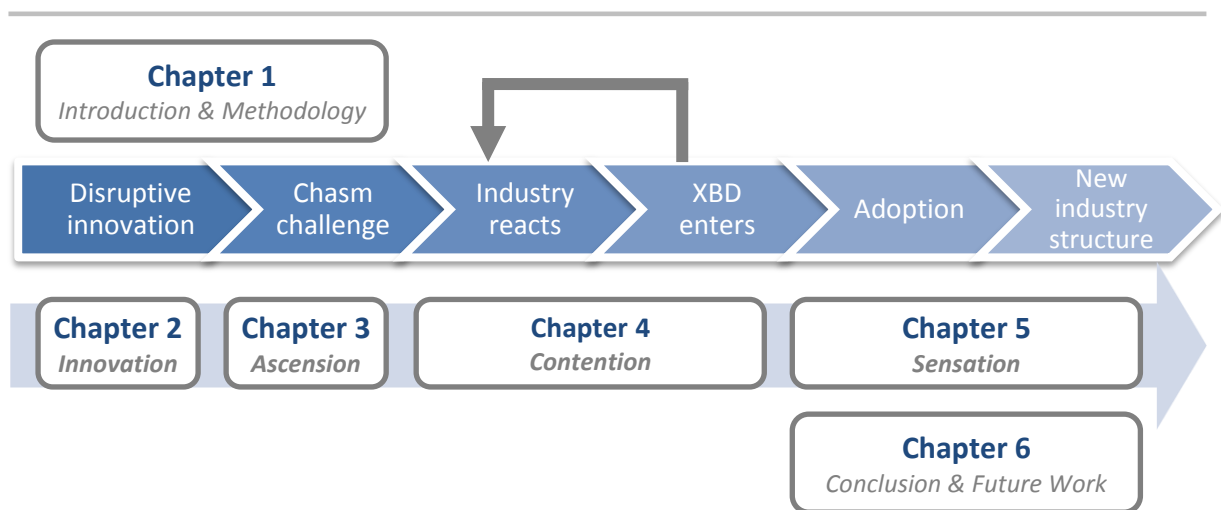 Chapter 1
Introduction & Methodology
Disruptive
innovation
Chasm
challenge
Industry
reacts
XBD
enters
Adoption
New
industry
structure
Chapter 2
Innovation
Chapter 3
Ascension
Chapter 4
Contention
Chapter 5
Sensation
Chapter 6
Conclusion & Future Work